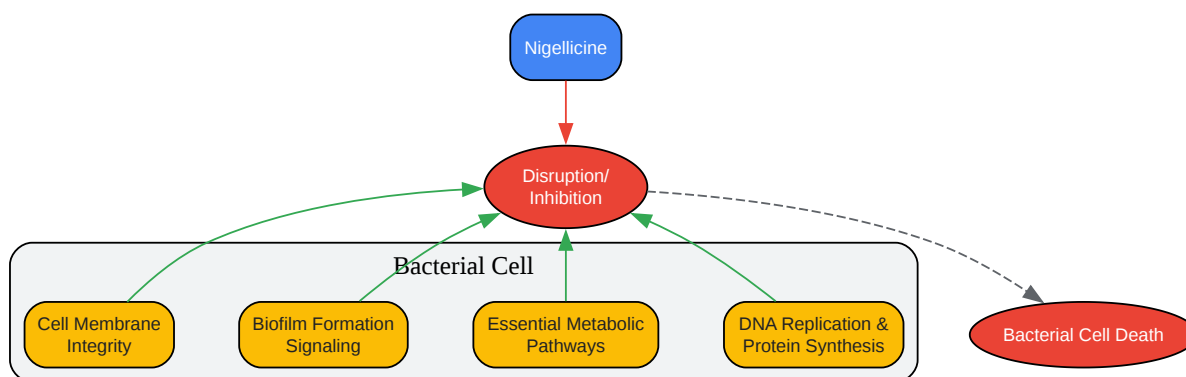 Nigellicine
Disruption/
Inhibition
Bacterial Cell
Cell Membrane
Integrity
Biofilm Formation
Signaling
Essential Metabolic
Pathways
DNA Replication &
Protein Synthesis
Bacterial Cell Death